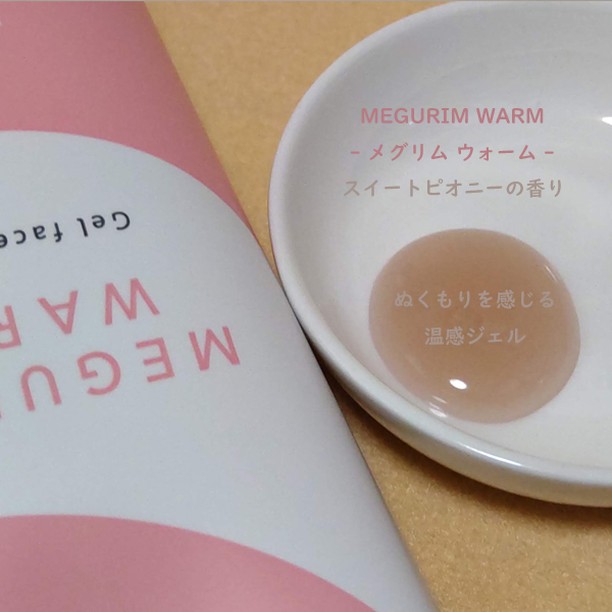 MEGURIM WARM
- メグリム ウォーム -
スイートピオニーの香り
ぬくもりを感じる
温感ジェル
Gel face
MEGU
WAR